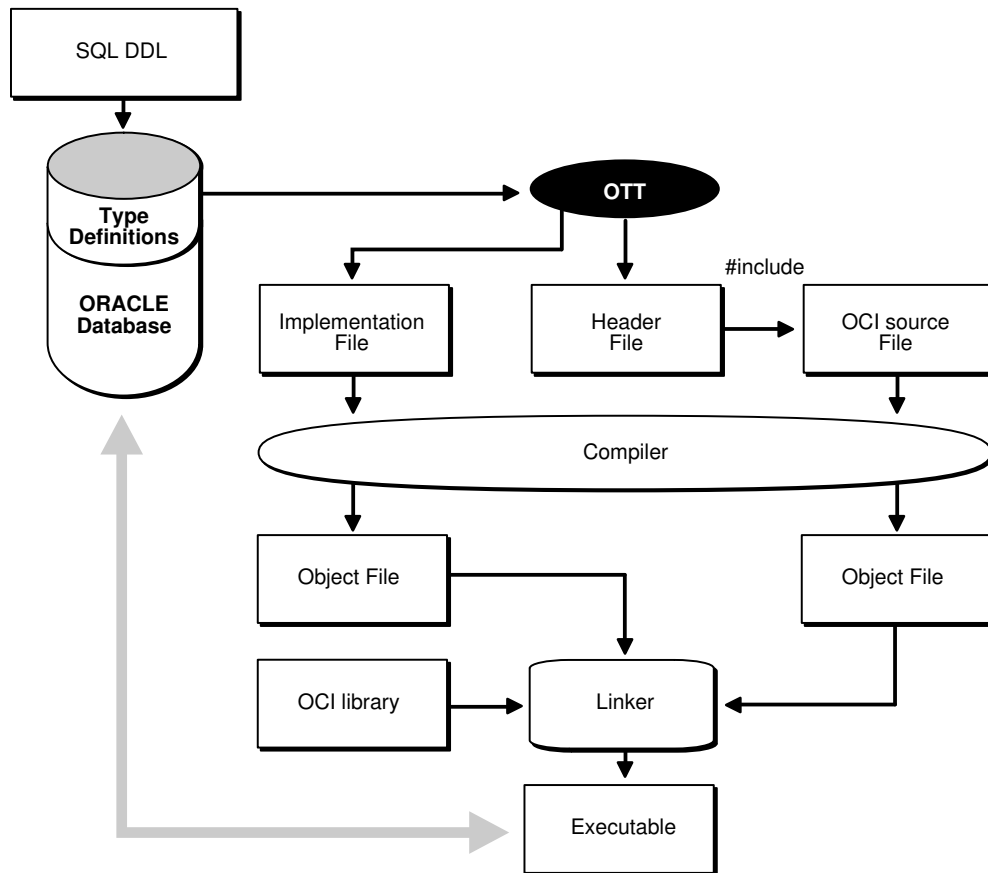 SQL DDL
OTT
Type
Definitions
ORACLE
Database
#include
Implementation
File
Header
File
OCI source
File
Compiler
Object File
Object File
OCI library
Linker
Executable